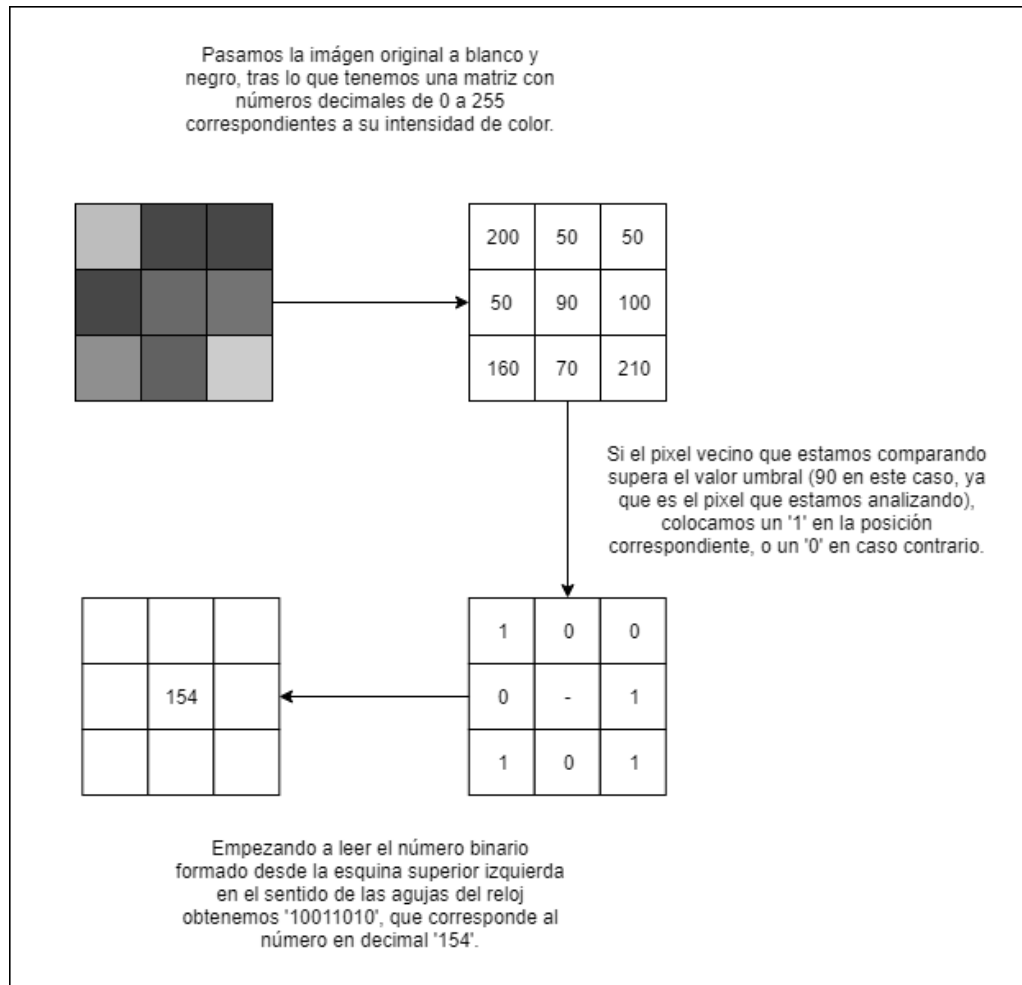 Pasamos la imágen original a blanco y
negro, tras lo que tenemos una matriz con
números decimales de 0 a 255
correspondientes a su intensidad de color.
200 50 50
50 90 100
160 70 210
Si el pixel vecino que estamos comparando
supera el valor umbral (90 en este caso, ya
que es el pixel que estamos analizando),
colocamos un '1' en la posición
correspondiente, o un '0' en caso contrario.
1 0 0
0 - 1
1 0 1
154
Empezando a leer el número binario
formado desde la esquina superior izquierda
en el sentido de las agujas del reloj
obtenemos '10011010', que corresponde al
número en decimal '154'.